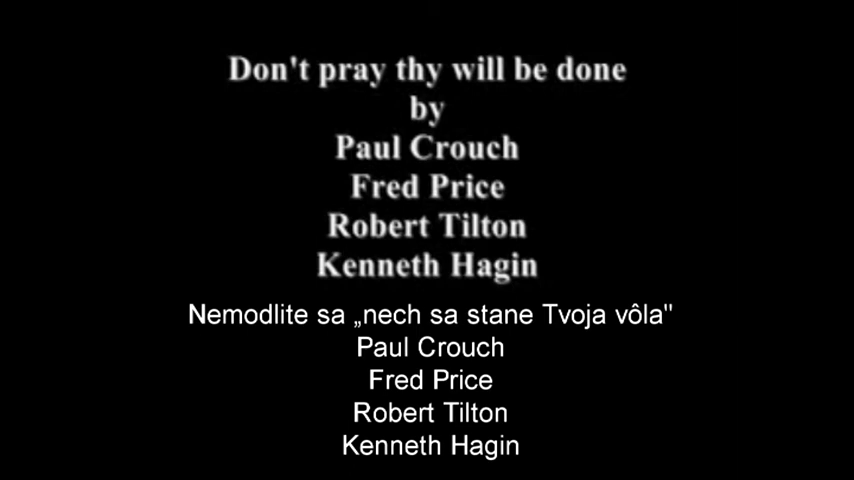 Don't pray thy will be done
by
Paul Crouch
Fred Price
Robert Tilton
Kenneth Hagin
Nemodlite sa „nech sa stane Tvoja vôla"
Paul Crouch
Fred Price
Robert Tilton
Kenneth Hagin